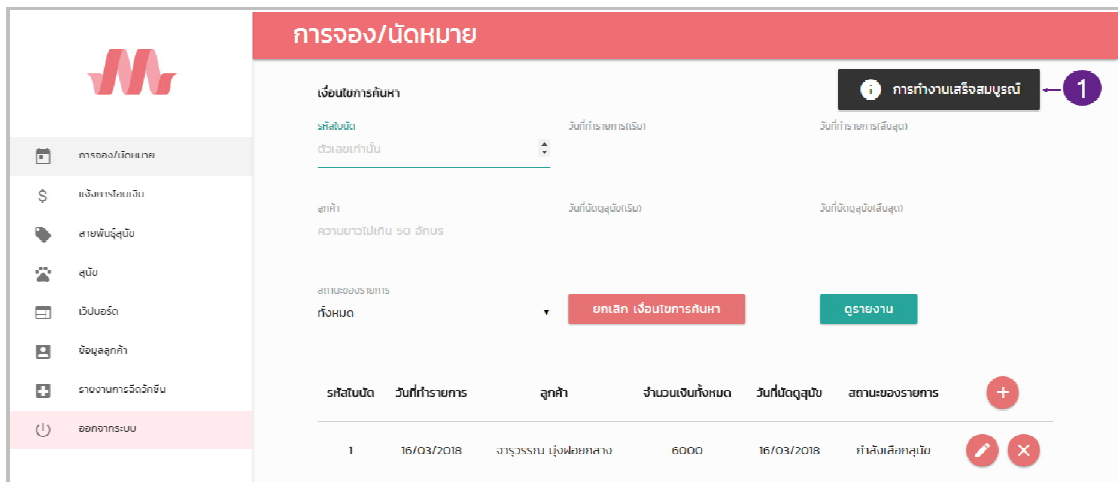 การจอง/นัดหมาย
เงื่อนไขการค้นหา
การทำงานเสร็จสมบูรณ์
1
รหัสใบนัด
วันที่ทำรายการ(เริ่ม)
วันที่ทำรายการ(สิ้นสุด)
ตัวเลขเท่านั้น
การจอง/นัดหมาย
แจ้งการโอนเงิน
ลูกค้า
วันที่นัดดูสุนัข(เริ่ม)
วันที่นัดดูสุนัข(สิ้นสุด)
สายพันธุ์สุนัข
ความยาวไม่เกิน 50 อักษร
สุนัข
สถานะของรายการ
เว็บบอร์ด
ทั้งหมด
ยกเลิก เงื่อนไขการค้นหา
ดูรายงาน
ข้อมูลลูกค้า
รายงานการฉีดวัคซีน
รหัสใบนัด วันที่ทำรายการ ลูกค้า จำนวนเงินทั้งหมด วันที่นัดดูสุนัข สถานะของรายการ
ออกจากระบบ
1 16/03/2018 จารุวรรณ มุ่งฝอยกลาง 6000 16/03/2018 กำลังเลือกสุนัข